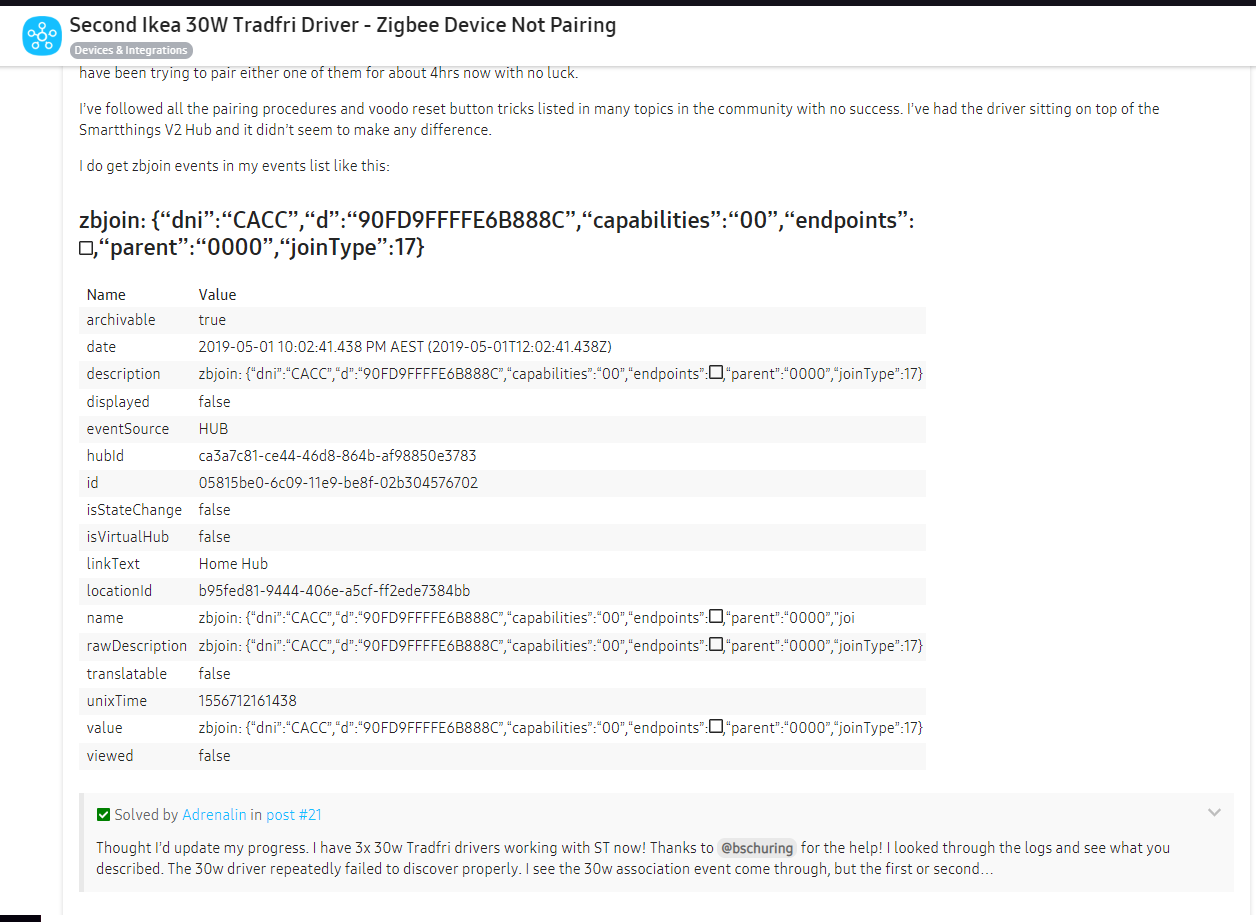 Second Ikea 30W Tradfri Driver - Zigbee Device Not Pairing
Devices & Integrations
have been trying to pair either one of them for about 4hrs now with no luck.
I've followed all the pairing procedures and voodo reset button tricks listed in many topics in the community with no success. I've had the driver sitting on top of the
Smartthings V2 Hub and it didn't seem to make any difference.
I do get zbjoin events in my events list like this:
zbjoin: {“dni”:“CACC”,“d”:“90FD9FFFFE6B888C”,“capabilities”:“00”,“endpoints”:
☐,“parent”:“0000”,“joinType”:17}
Name Value
archivable true
date 2019-05-01 10:02:41.438 PM AEST (2019-05-01T12:02:41.438Z)
description zbjoin: {“dni”:“CACC”,“d”:“90FD9FFFFE6B888C”,“capabilities”:“00”,“endpoints”:☐,“parent”:“0000”,“joinType”:17}
displayed false
eventSource HUB
hubId ca3a7c81-ce44-46d8-864b-af98850e3783
id 05815be0-6c09-11e9-be8f-02b304576702
isStateChange false
isVirtualHub false
linkText Home Hub
locationId b95fed81-9444-406e-a5cf-ff2ede7384bb
name zbjoin: {“dni”:“CACC”,“d”:“90FD9FFFFE6B888C”,“capabilities”:“00”,“endpoints”:☐,“parent”:“0000”,"joi
rawDescription zbjoin: {“dni”:“CACC”,“d”:“90FD9FFFFE6B888C”,“capabilities”:“00”,“endpoints”:☐,“parent”:“0000”,“joinType”:17}
translatable false
unixTime 1556712161438
value zbjoin: {“dni”:“CACC”,“d”:“90FD9FFFFE6B888C”,“capabilities”:“00”,“endpoints”:☐,“parent”:“0000”,“joinType”:17}
viewed false
Solved by Adrenalin in post #21
Thought I'd update my progress. I have 3x 30w Tradfri drivers working with ST now! Thanks to @bschuring for the help! I looked through the logs and see what you
described. The 30w driver repeatedly failed to discover properly. I see the 30w association event come through, but the first or second…